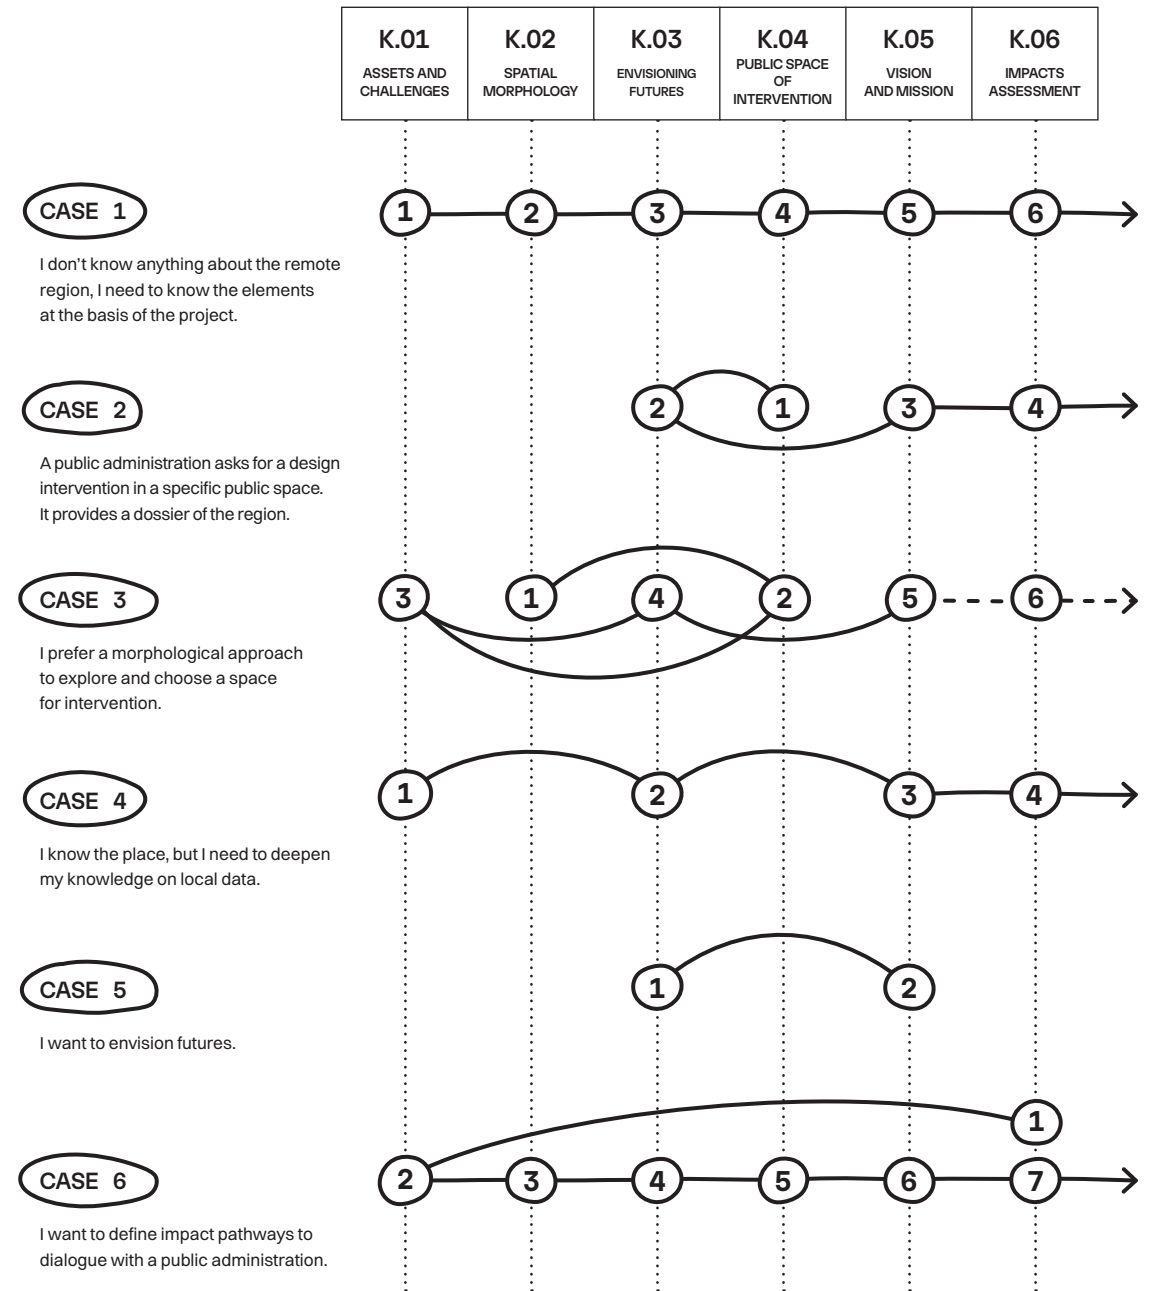 K.01 K.02 K.03 K.04 K.05 K.06
ASSETS AND
CHALLENGES
SPATIAL
MORPHOLOGY
ENVISIONING
FUTURES
PUBLIC SPACE
OF
INTERVENTION
VISION
AND MISSION
IMPACTS
ASSESSMENT
CASE 1
1 2 3 4 5 6
I don't know anything about the remote
region, I need to know the elements
at the basis of the project.
CASE 2
2 1 3 4
A public administration asks for a design
intervention in a specific public space.
It provides a dossier of the region.
CASE 3
3 1 4 2 5 6
I prefer a morphological approach
to explore and choose a space
for intervention.
CASE 4
1 2 3 4
I know the place, but I need to deepen
my knowledge on local data.
CASE 5
1 2
I want to envision futures.
1
CASE 6
2 3 4 5 6 7
I want to define impact pathways to
dialogue with a public administration.